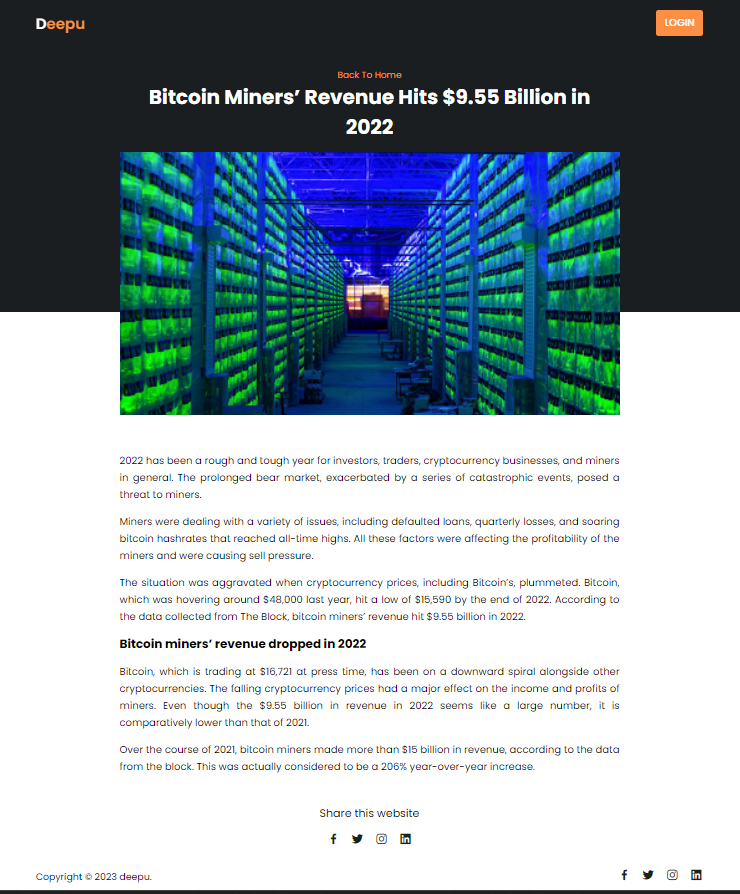 Deepu
LOGIN
Back To Home
Bitcoin Miners’ Revenue Hits $9.55 Billion in
2022
2022 has been a rough and tough year for investors, traders, cryptocurrency businesses, and miners
in general. The prolonged bear market, exacerbated by a series of catastrophic events, posed a
threat to miners.
Miners were dealing with a variety of issues, including defaulted loans, quarterly losses, and soaring
bitcoin hashrates that reached all-time highs. All these factors were affecting the profitability of the
miners and were causing sell pressure.
The situation was aggravated when cryptocurrency prices, including Bitcoin’s, plummeted. Bitcoin,
which was hovering around $48,000 last year, hit a low of $15,590 by the end of 2022. According to
the data collected from The Block, bitcoin miners’ revenue hit $9.55 billion in 2022.
Bitcoin miners’ revenue dropped in 2022
Bitcoin, which is trading at $16,721 at press time, has been on a downward spiral alongside other
cryptocurrencies. The falling cryptocurrency prices had a major effect on the income and profits of
miners. Even though the $9.55 billion in revenue in 2022 seems like a large number, it is
comparatively lower than that of 2021.
Over the course of 2021, bitcoin miners made more than $15 billion in revenue, according to the data
from the block. This was actually considered to be a 206% year-over-year increase.
Share this website
Copyright © 2023 deepu.